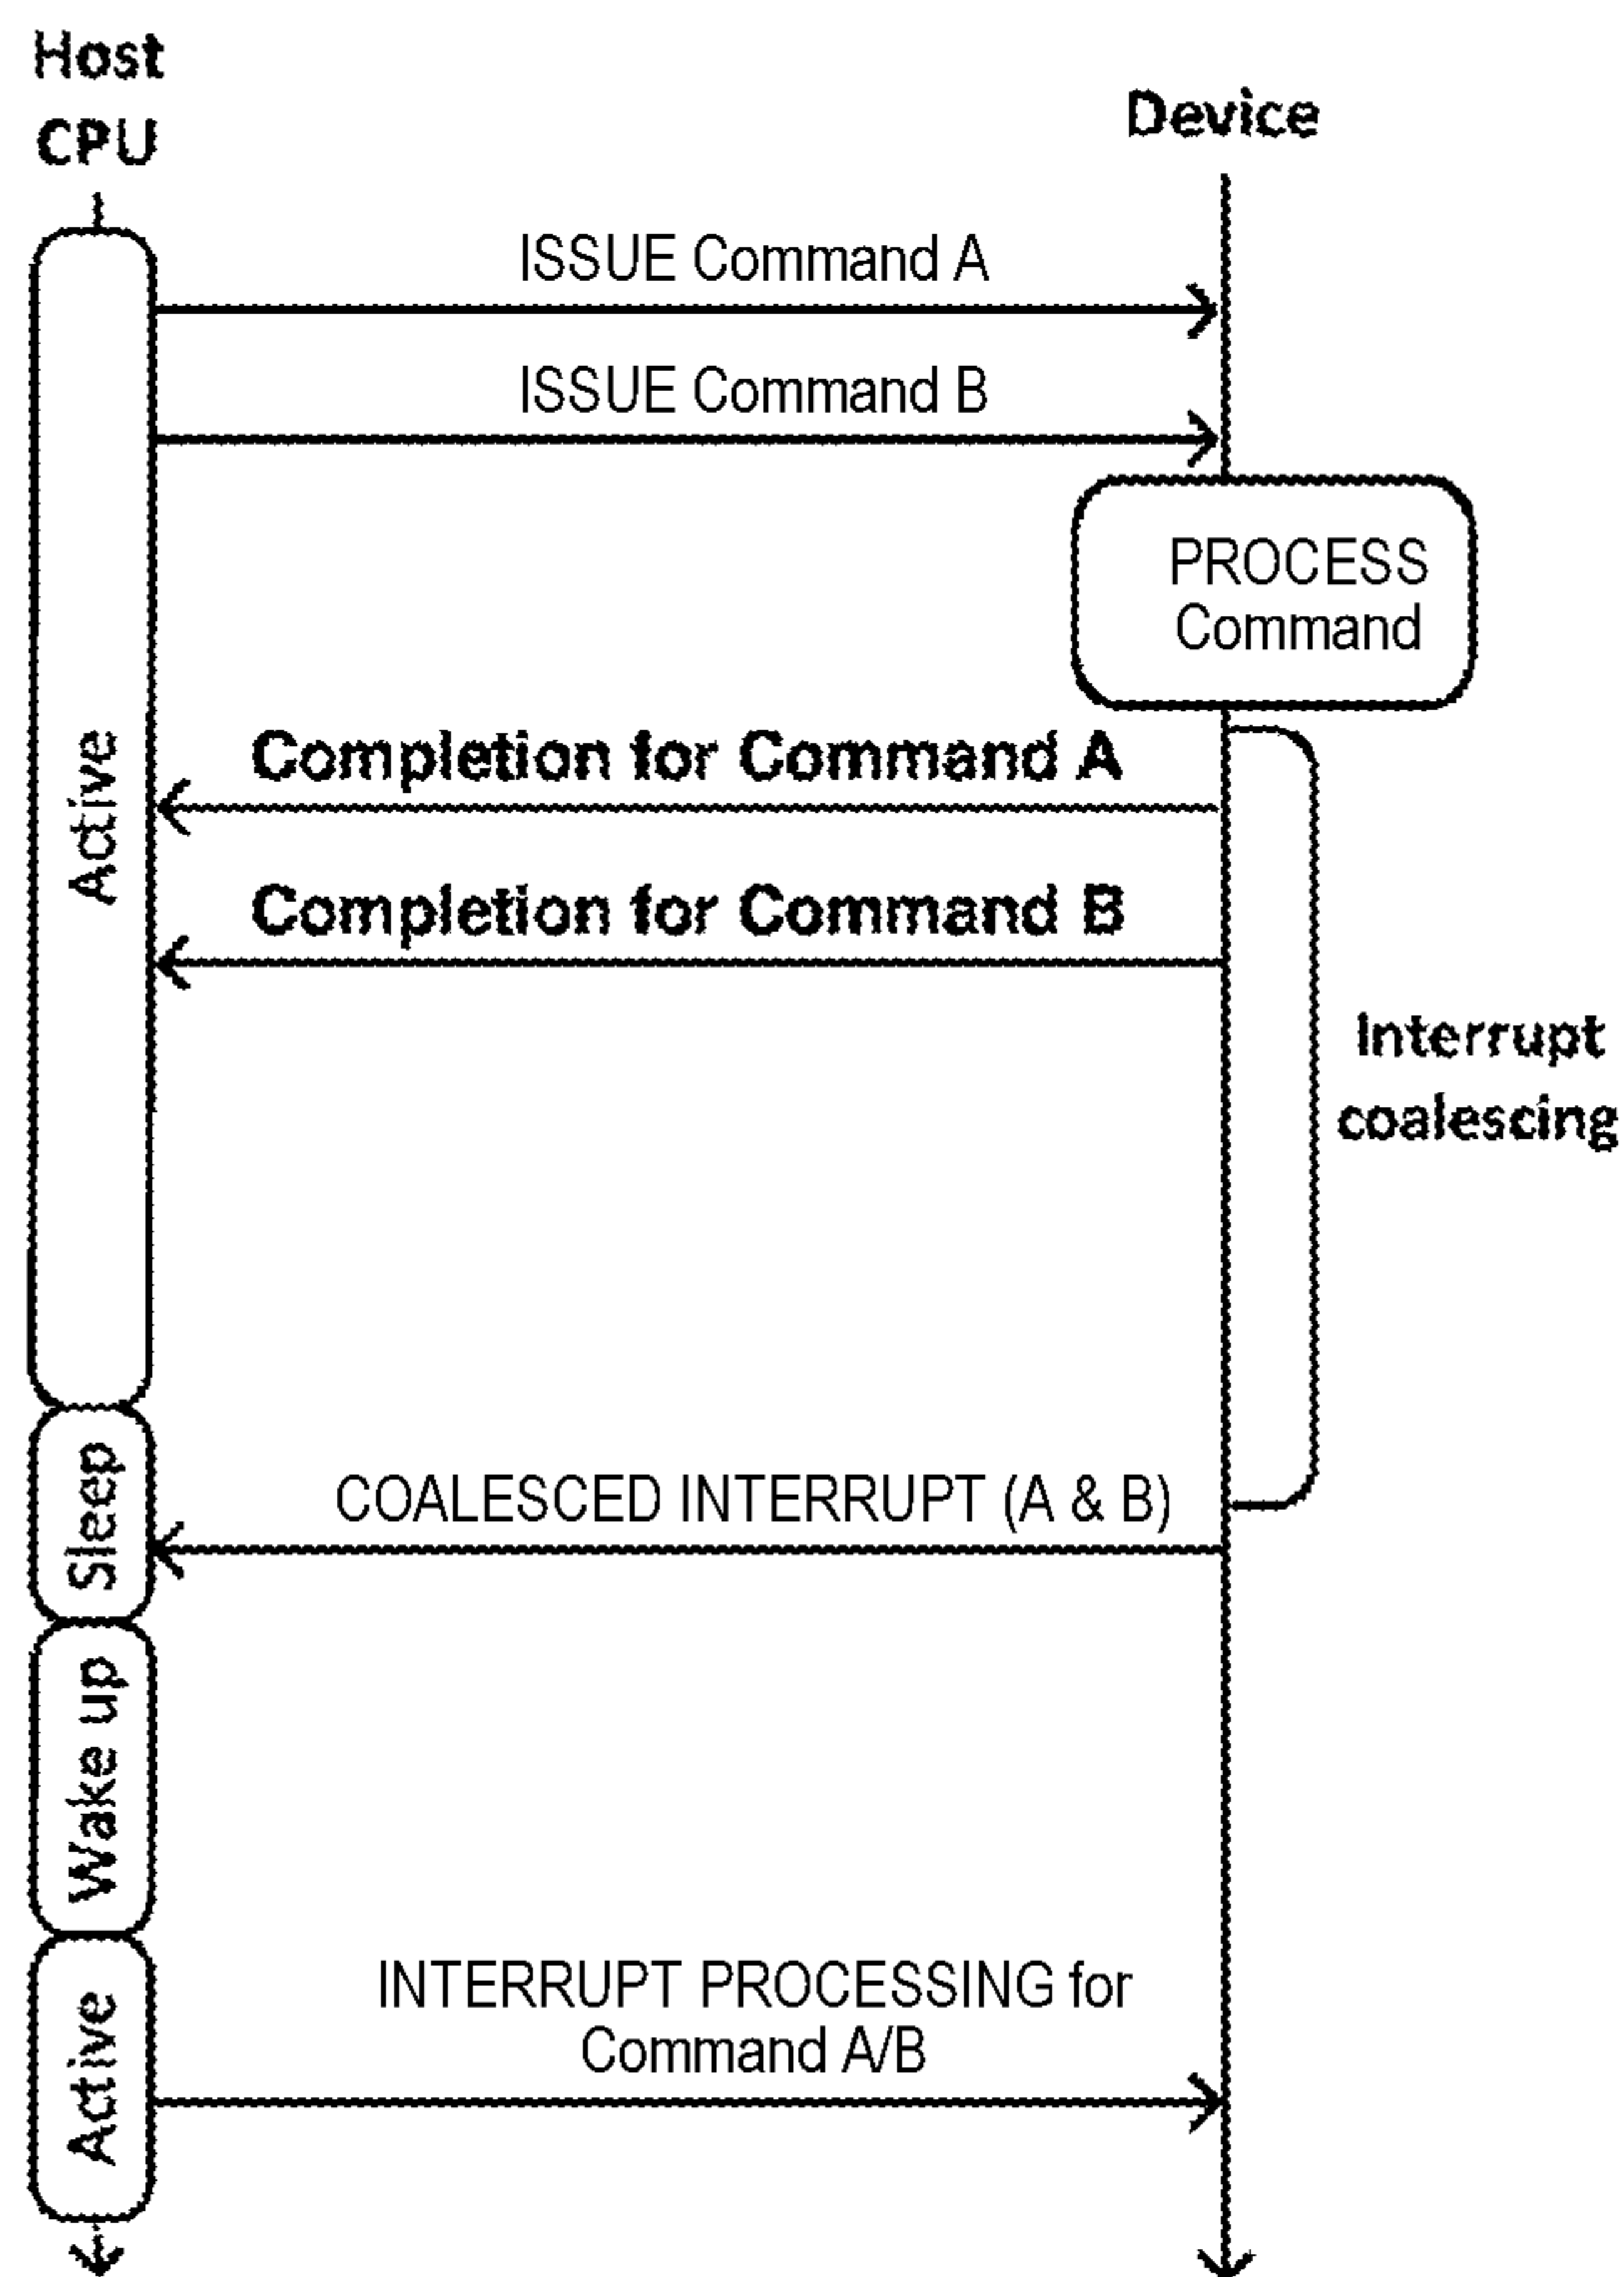 Host
CPU
Device
ISSUE Command A
ISSUE Command B
PROCESS
Command
Active
Completion for Command A
Completion for Command B
Interrupt
coalescing
Sleep
COALESCED INTERRUPT (A & B)
Wake up
Active
INTERRUPT PROCESSING for
Command A/B